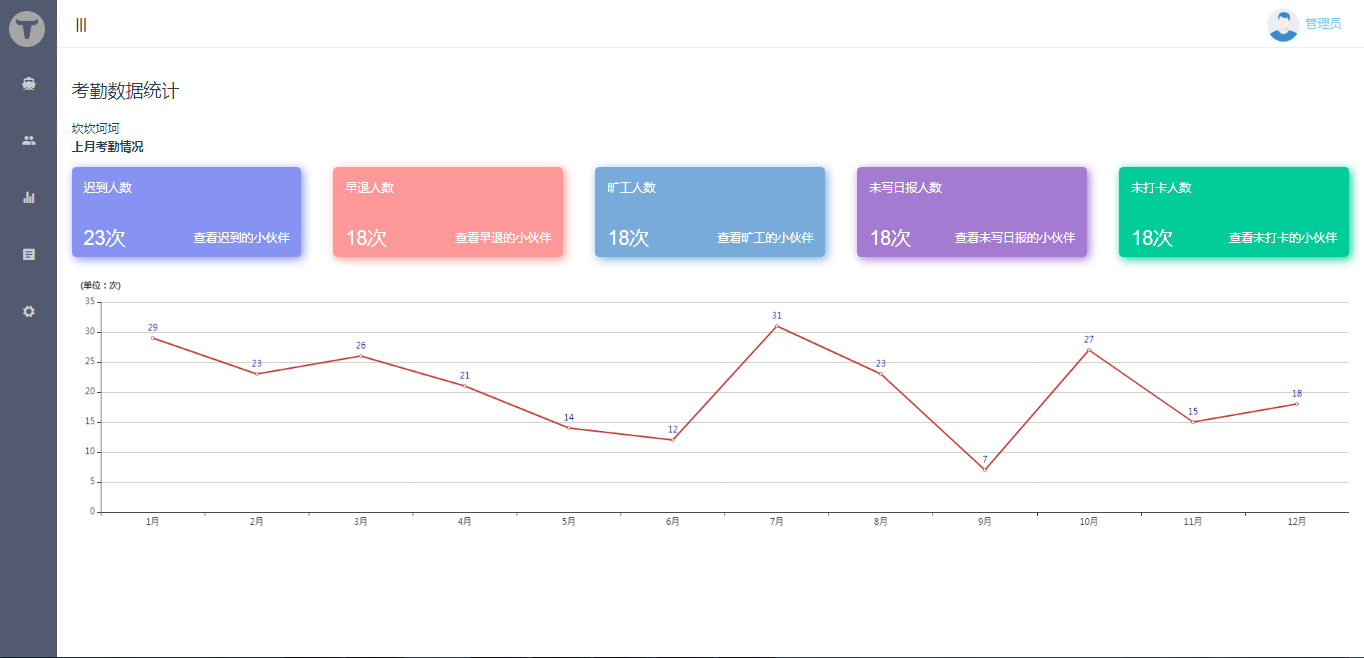 管理员
考勤数据统计
坎坎坷坷
上月考勤情况
迟到人数
23次 查看迟到的小伙伴
早退人数
18次 查看早退的小伙伴
旷工人数
18次 查看旷工的小伙伴
未写日报人数
18次 查看未写日报的小伙伴
未打卡人数
18次 查看未打卡的小伙伴
(单位：次)
35
30
25
20
15
10
5
0
29 23 26 21 14 12 31 23 7 27 15 18
1月 2月 3月 4月 5月 6月 7月 8月 9月 10月 11月 12月